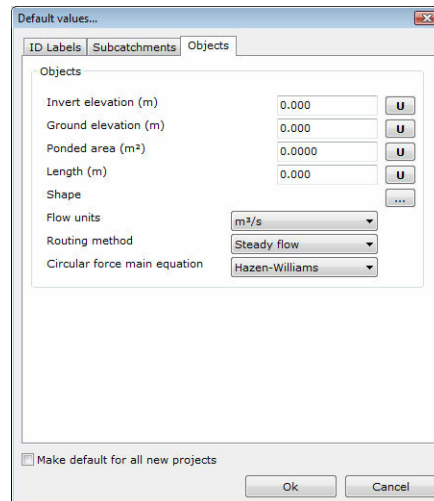 Default values...
ID Labels Subcatchments Objects
Objects
Invert elevation (m) 0.000 U
Ground elevation (m) 0.000 U
Ponded area (m²) 0.0000 U
Length (m) 0.000 U
Shape ...
Flow units m³/s
Routing method Steady flow
Circular force main equation Hazen-Williams
Make default for all new projects
Ok Cancel